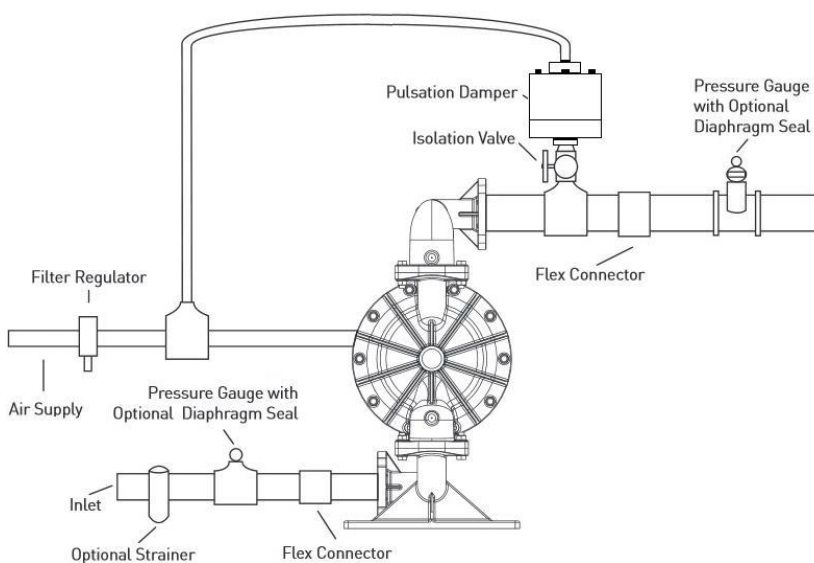 Pulsation Damper
Isolation Valve
Pressure Gauge
with Optional
Diaphragm Seal
Flex Connector
Filter Regulator
Air Supply
Pressure Gauge with
Optional Diaphragm Seal
Inlet
Optional Strainer
Flex Connector